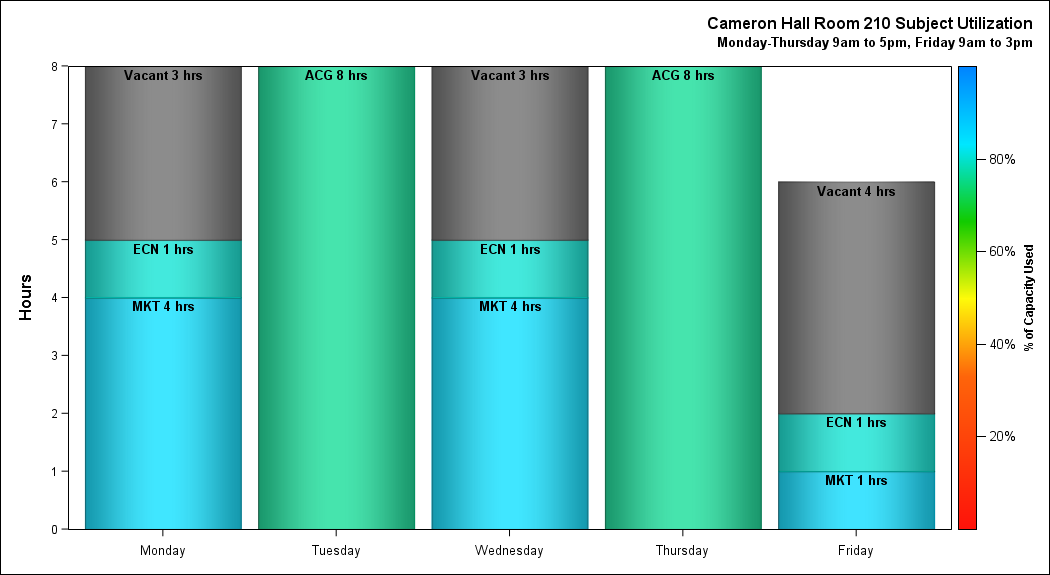 Cameron Hall Room 210 Subject Utilization
Monday-Thursday 9am to 5pm, Friday 9am to 3pm
Hours
8
7
6
5
4
3
2
1
0
Vacant 3 hrs
ECN 1 hrs
MKT 4 hrs
ACG 8 hrs
Vacant 3 hrs
ECN 1 hrs
MKT 4 hrs
ACG 8 hrs
Vacant 4 hrs
ECN 1 hrs
MKT 1 hrs
Monday
Tuesday
Wednesday
Thursday
Friday
80%
60%
40%
20%
% of Capacity Used